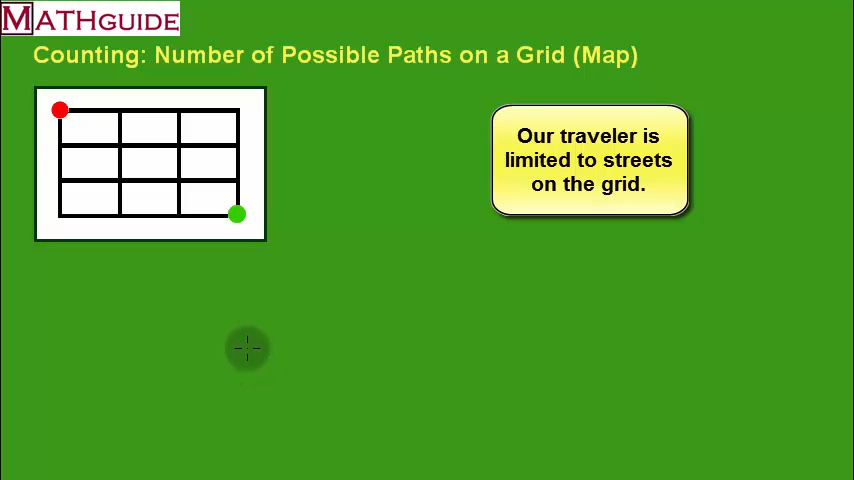 MATHGUIDE
Counting: Number of Possible Paths on a Grid (Map)
Our traveler is
limited to streets
on the grid.